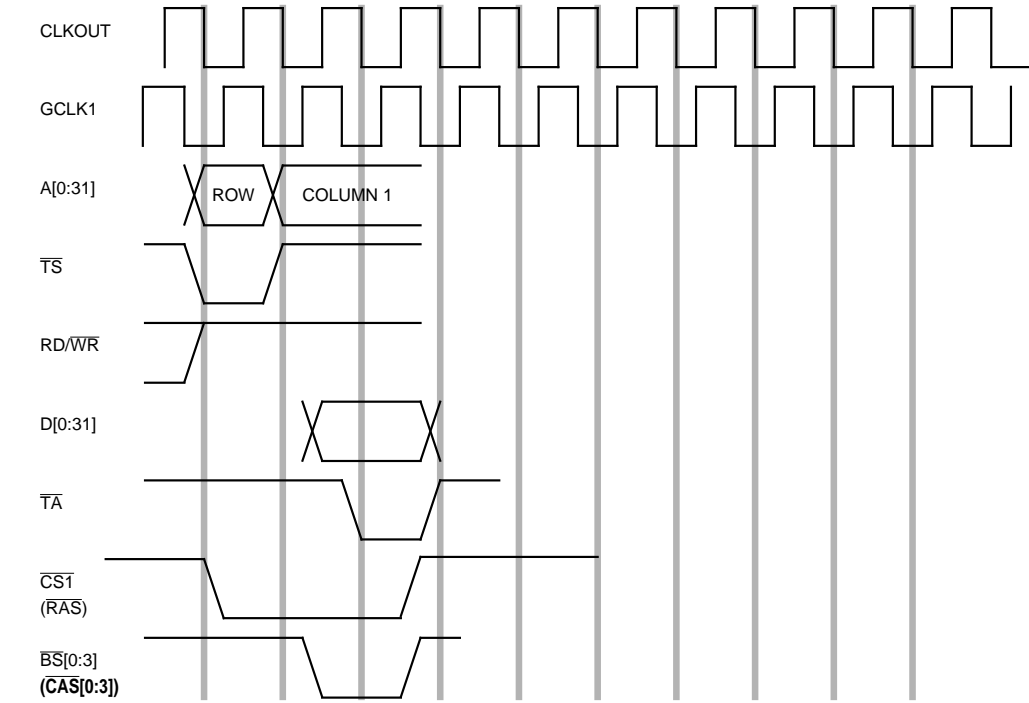 CLKOUT
GCLK1
A[0:31]
ROW
COLUMN 1
TS
RD/WR
D[0:31]
TA
CS1
(RAS)
BS[0:3]
(CAS[0:3])